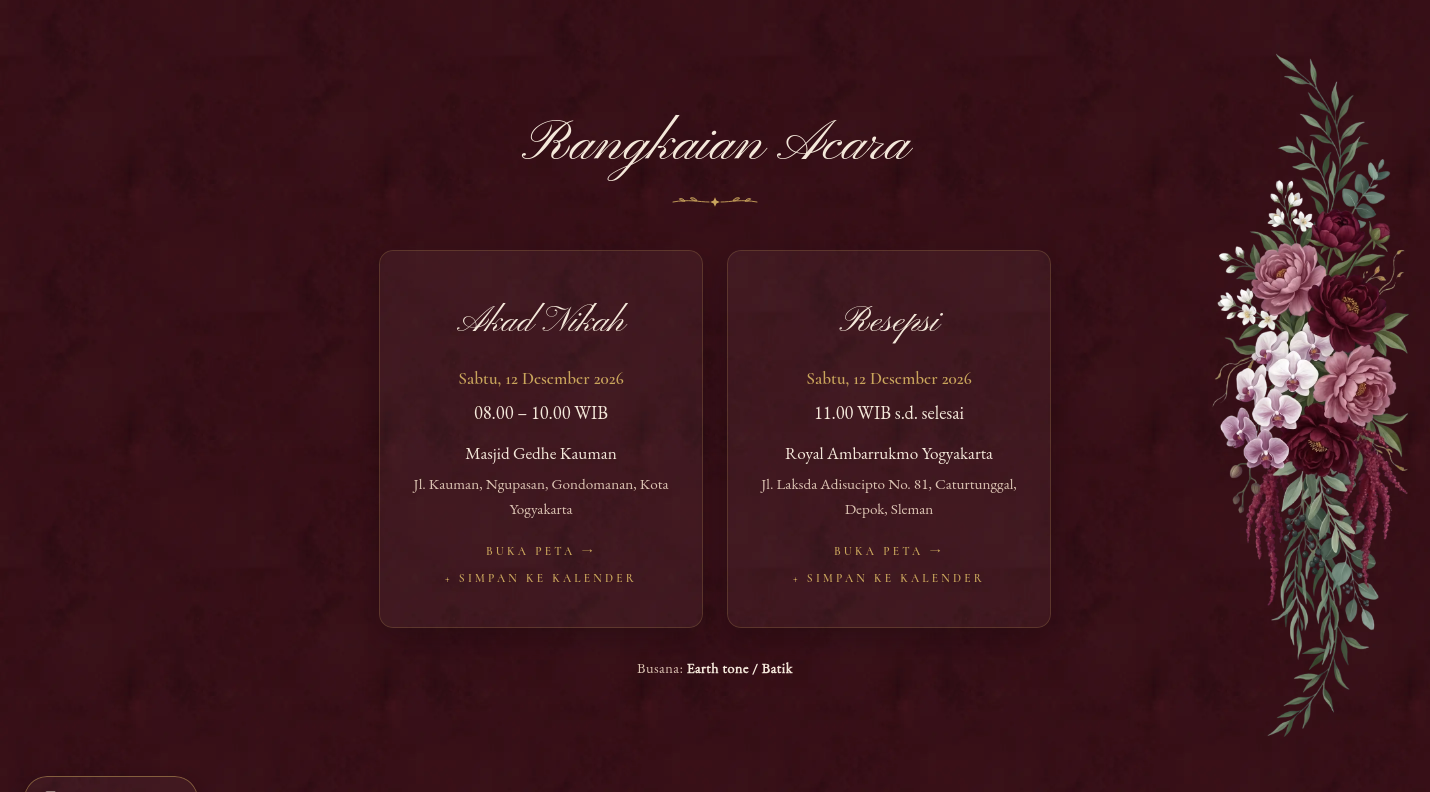 Rangkaian Acara
Akad Nikah
Sabtu, 12 Desember 2026
08.00 – 10.00 WIB
Masjid Gedhe Kauman
Jl. Kauman, Ngupasan, Gondomanan, Kota
Yogyakarta
BUKA PETA →
+ SIMPAN KE KALENDER
Resepsi
Sabtu, 12 Desember 2026
11.00 WIB s.d. selesai
Royal Ambarrukmo Yogyakarta
Jl. Laksda Adisucipto No. 81, Caturtunggal,
Depok, Sleman
BUKA PETA →
+ SIMPAN KE KALENDER
Busana: Earth tone / Batik